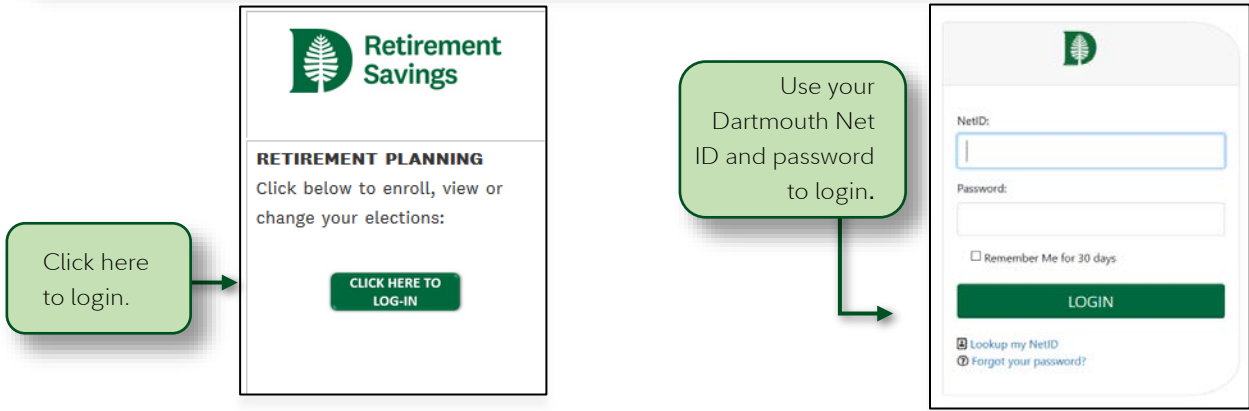 Retirement
Savings
RETIREMENT PLANNING
Click below to enroll, view or
change your elections:
CLICK HERE TO
LOG-IN
Click here
to login.
Use your
Dartmouth Net
ID and password
to login.
D
NetID:
Password:
Remember Me for 30 days
LOGIN
Lookup my NetID
Forgot your password?